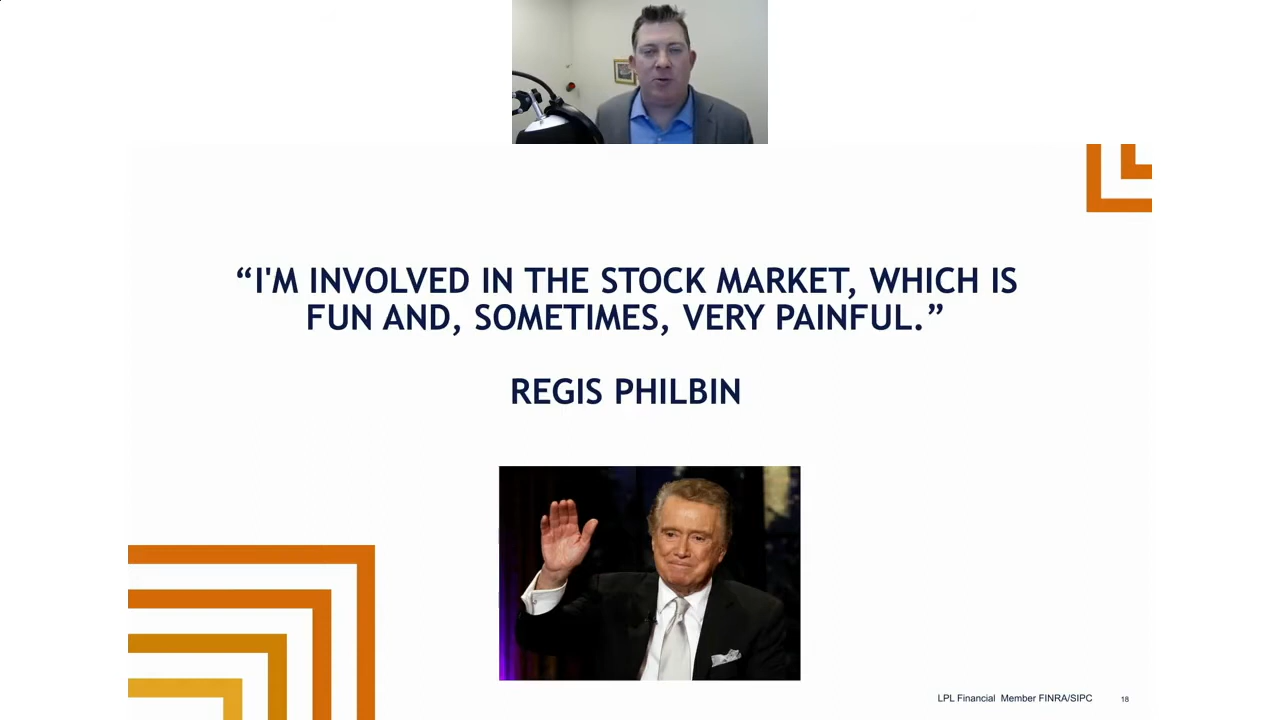 “I'M INVOLVED IN THE STOCK MARKET, WHICH IS
FUN AND, SOMETIMES, VERY PAINFUL.”
REGIS PHILBIN
LPL Financial Member FINRA/SIPC
18